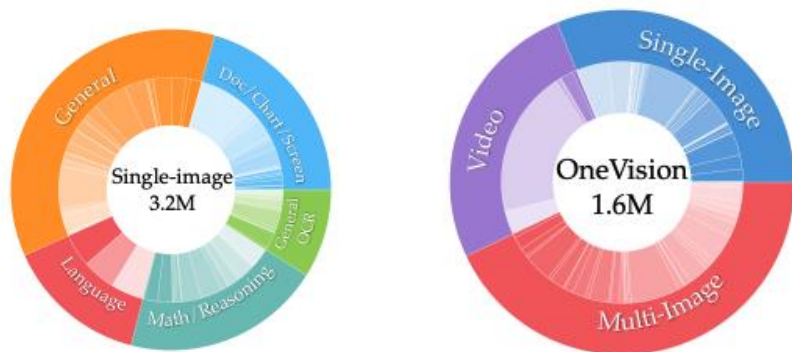 General
Doc/Chart/Screen
General
OCR
Math/Reasoning
Language
Single-image
3.2M
Single-Image
Multi-Image
Video
OneVision
1.6M